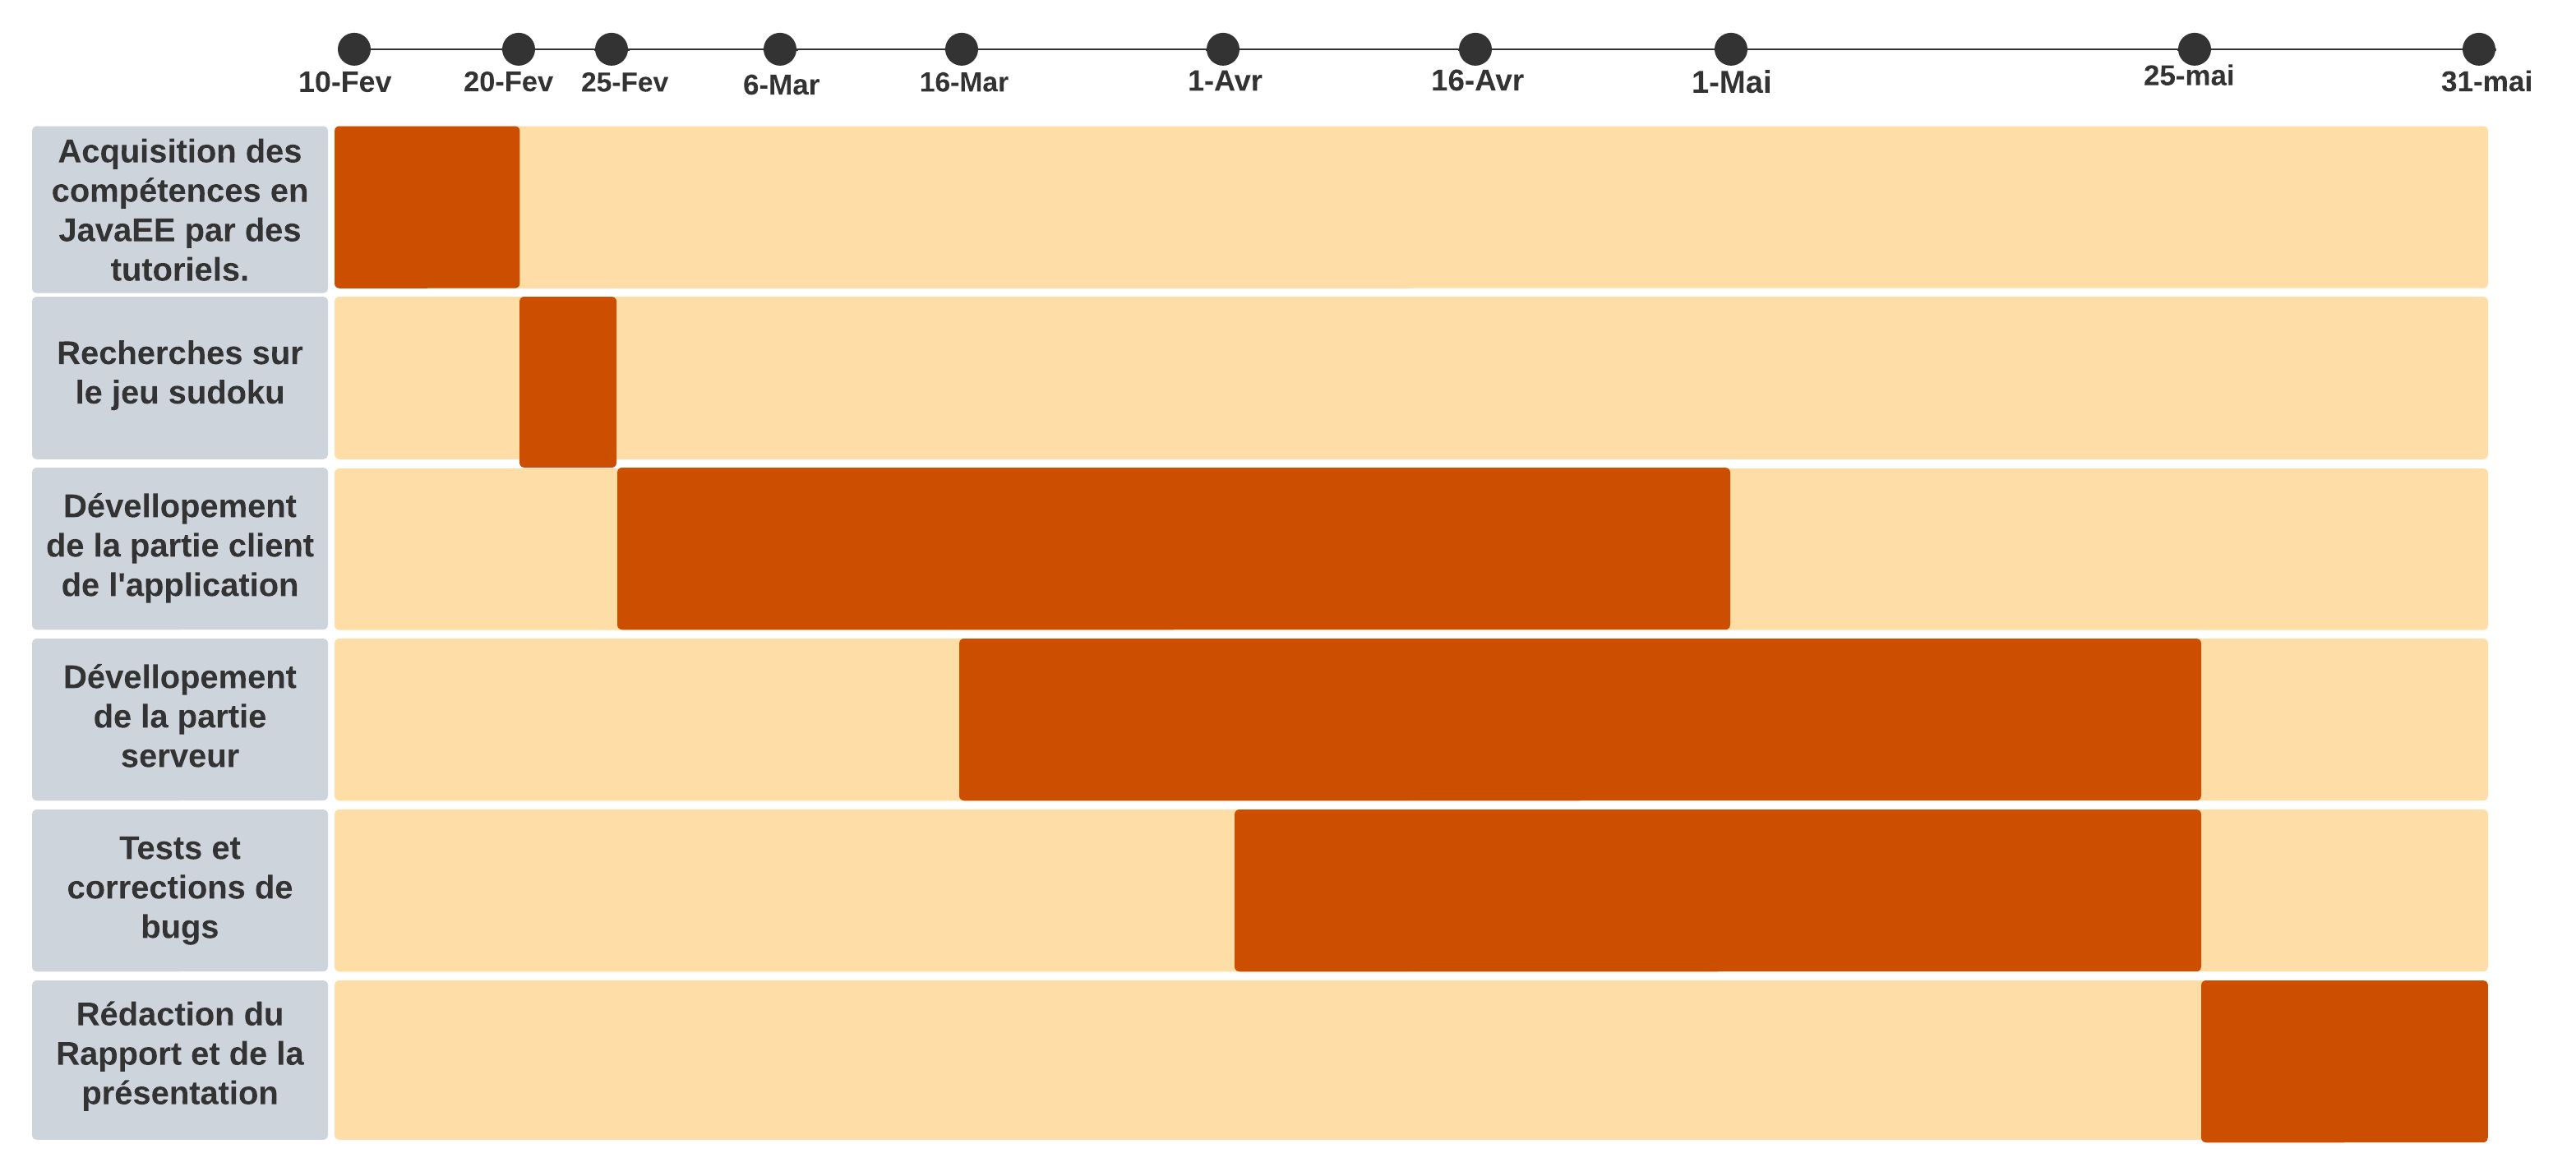 10-Fev
20-Fev
25-Fev
6-Mar
16-Mar
1-Avr
16-Avr
1-Mai
25-mai
31-mai
Acquisition des
compétences en
JavaEE par des
tutoriels.
Recherches sur
le jeu sudoku
Dévellopement
de la partie client
de l'application
Dévellopement
de la partie
serveur
Tests et
corrections de
bugs
Rédaction du
Rapport et de la
présentation